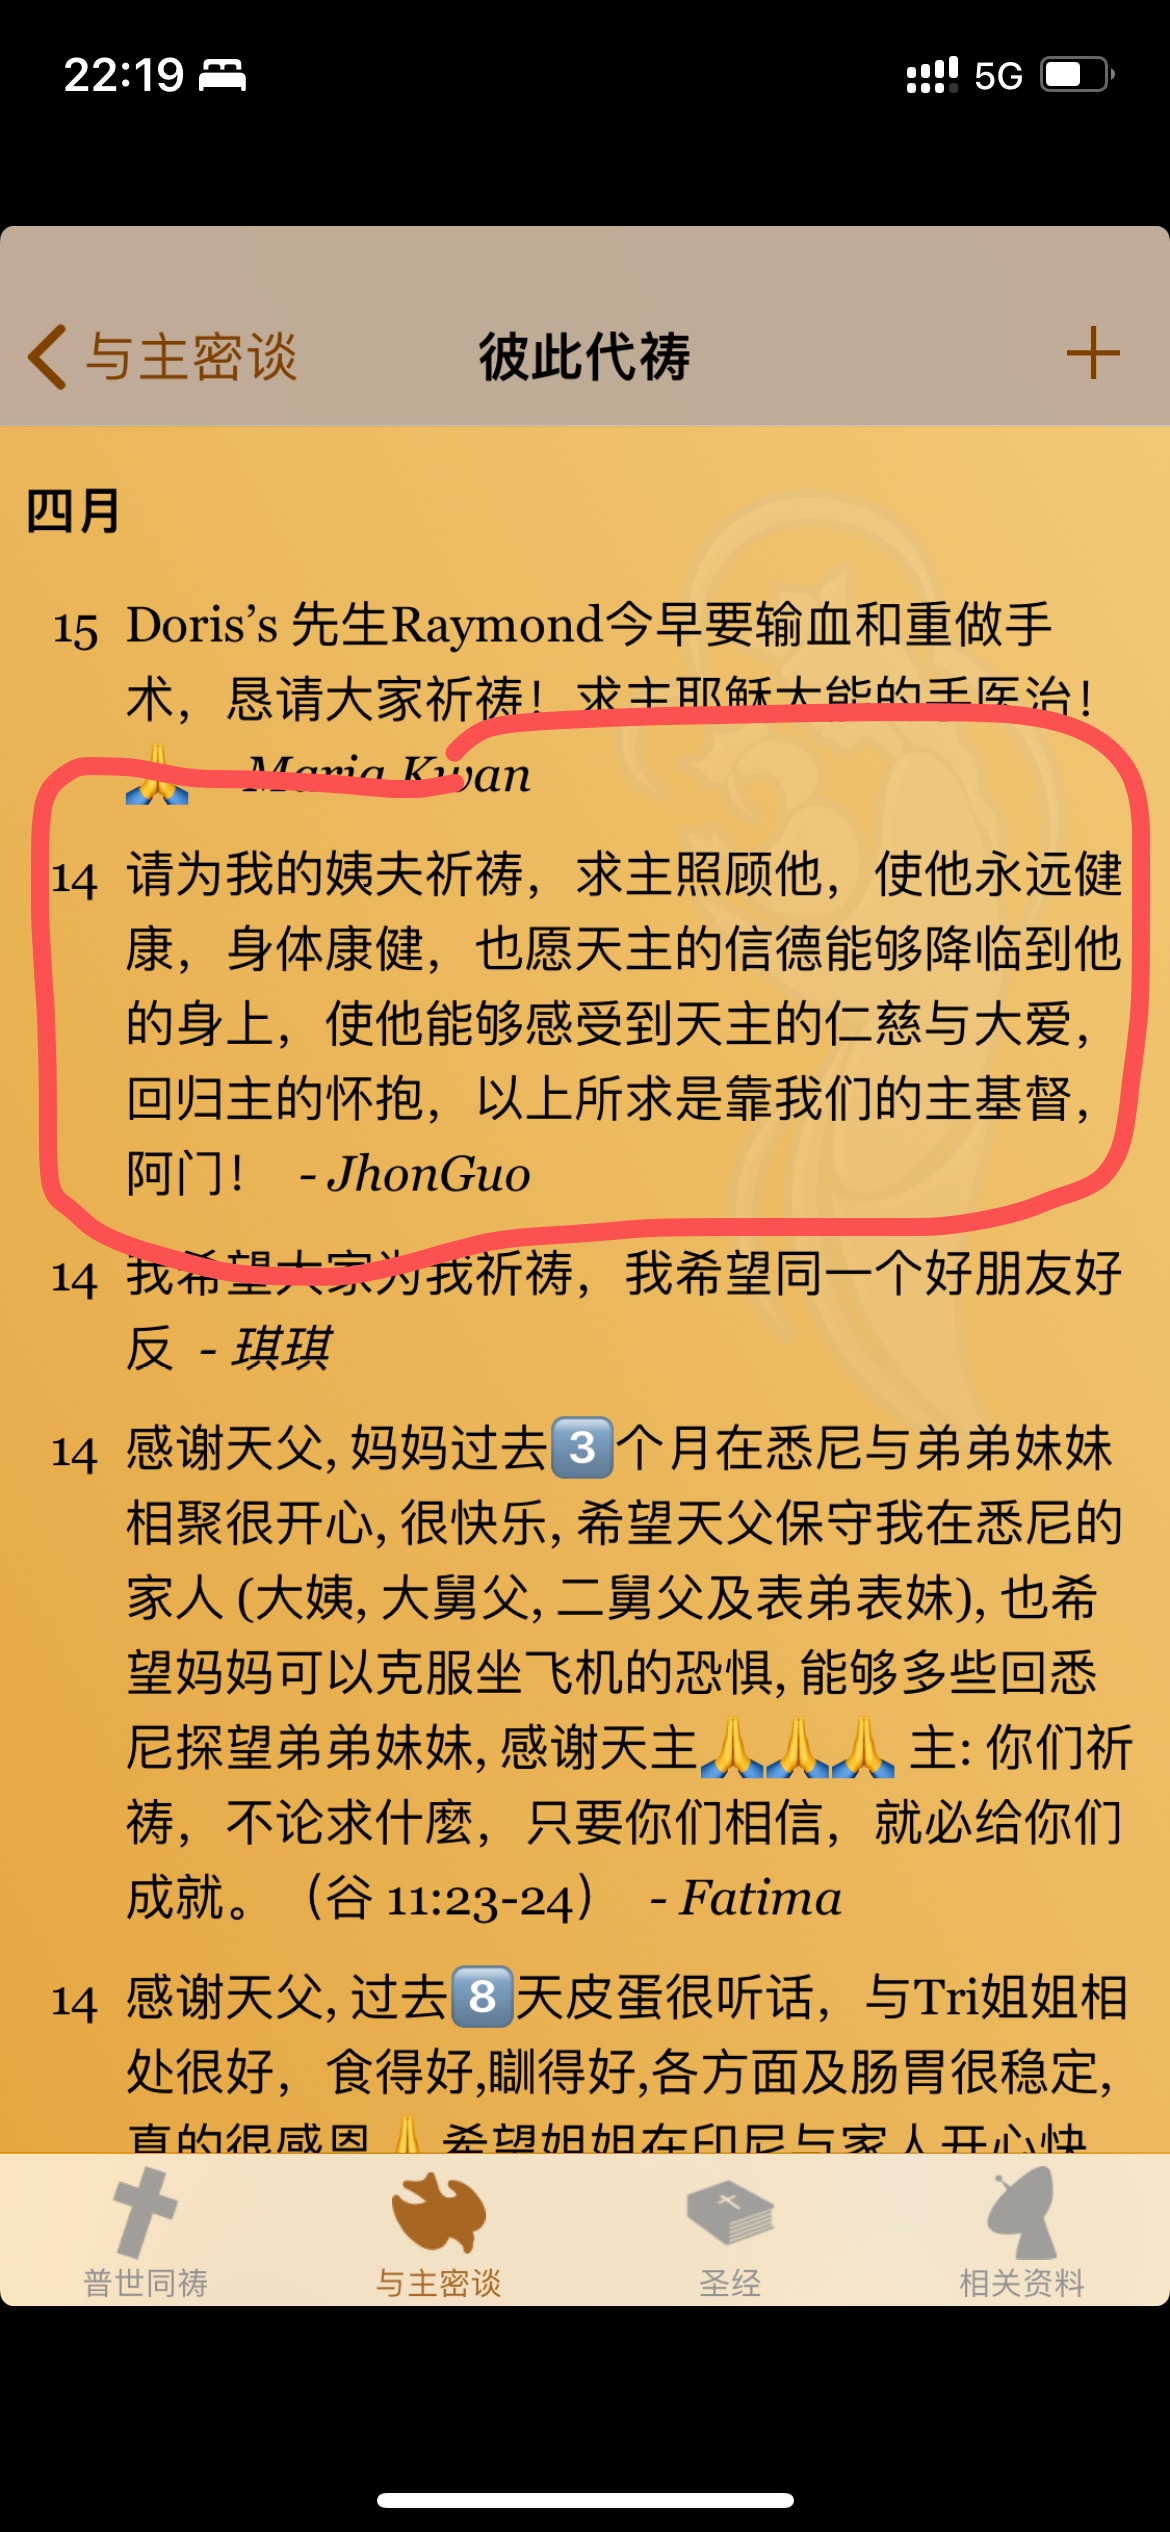 22:19
5G
与主密谈
彼此代祷
四月
15 Doris’s 先生Raymond今早要输血和重做手
术，恳请大家祈祷！求主耶稣大能的手医治！
🙏 - Maria Kwan
14 请为我的姨夫祈祷，求主照顾他，使他永远健
康，身体康健，也愿天主的信德能够降临到他
的身上，使他能够感受到天主的仁慈与大爱，
回归主的怀抱，以上所求是靠我们的主基督，
阿门！ - JhonGuo
14 我希望大家为我祈祷，我希望同一个好朋友好
反 - 琪琪
14 感谢天父, 妈妈过去3️⃣个月在悉尼与弟弟妹妹
相聚很开心, 很快乐, 希望天父保守我在悉尼的
家人 (大姨, 大舅父, 二舅父及表弟表妹), 也希
望妈妈可以克服坐飞机的恐惧, 能够多些回悉
尼探望弟弟妹妹, 感谢天主🙏🙏🙏 主: 你们祈
祷，不论求什麼，只要你们相信，就必给你们
成就。（谷 11:23-24） - Fatima
14 感谢天父, 过去8️⃣天皮蛋很听话，与Tri姐姐相
处很好，食得好,瞓得好,各方面及肠胃很稳定,
真的很感恩🙏希望姐姐在印尼与家人开心快
普世同祷
与主密谈
圣经
相关资料